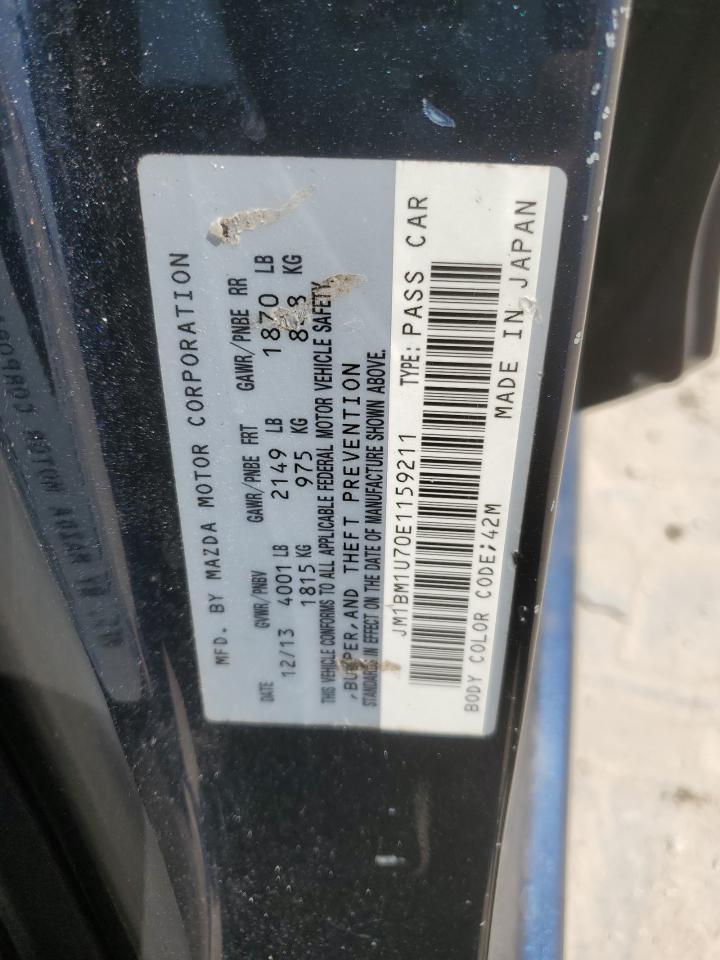 MFD. BY MAZDA MOTOR CORPORATION
DATE GVWR/PNBV GAWR/PNBE FRT GAWR/PNBE RR
12/13 4001 LB 2149 LB 1870 LB
1815 KG 975 KG 848 KG
THIS VEHICLE CONFORMS TO ALL APPLICABLE FEDERAL MOTOR VEHICLE SAFETY,
,BUMPER,AND THEFT PREVENTION
STANDARDS IN EFFECT ON THE DATE OF MANUFACTURE SHOWN ABOVE.
JM1BM1U70E1159211 TYPE: PASS CAR
BODY COLOR CODE;42M MADE IN JAPAN